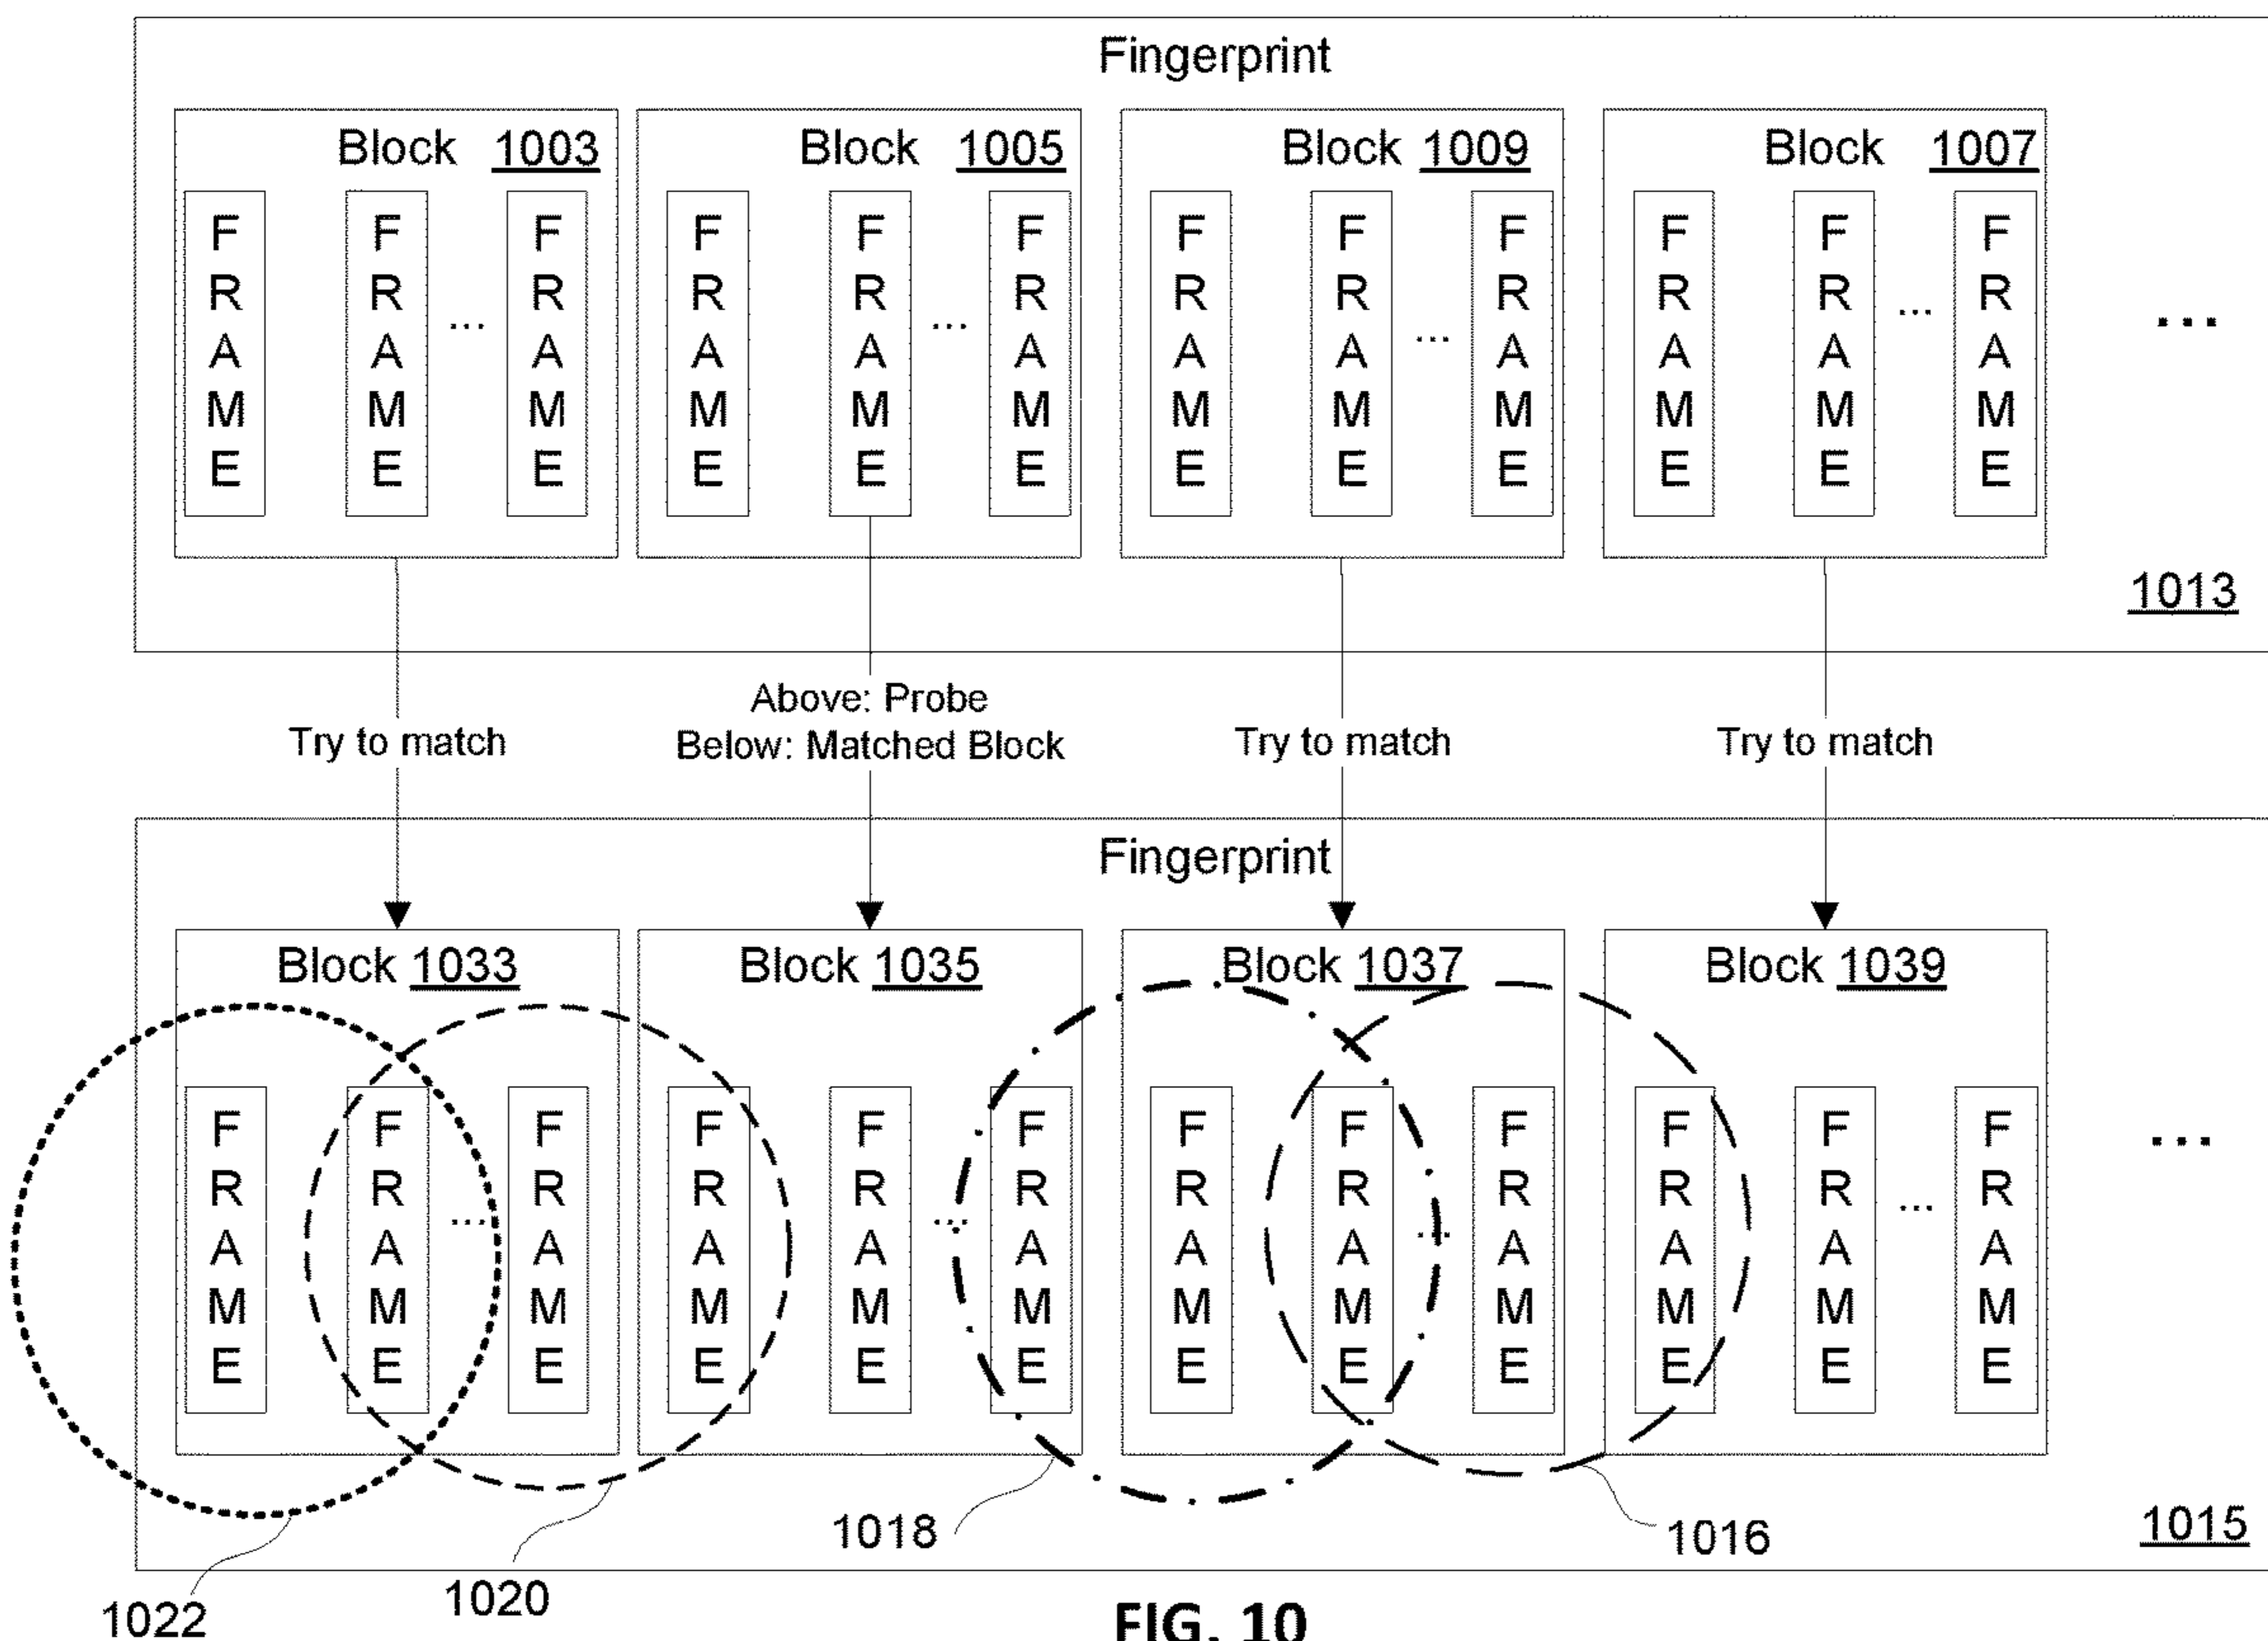 Fingerprint
Block 1003 Block 1005 Block 1009 Block 1007
FRAME FRAME ... FRAME FRAME FRAME ... FRAME FRAME FRAME ... FRAME FRAME FRAME ... FRAME ...
1013
Above: Probe
Try to match Below: Matched Block Try to match Try to match
Fingerprint
Block 1033 Block 1035 Block 1037 Block 1039
FRAME FRAME ... FRAME FRAME FRAME ... FRAME FRAME FRAME ... FRAME FRAME FRAME ... FRAME ...
1018 1016 1015
1022 1020
FIG. 10